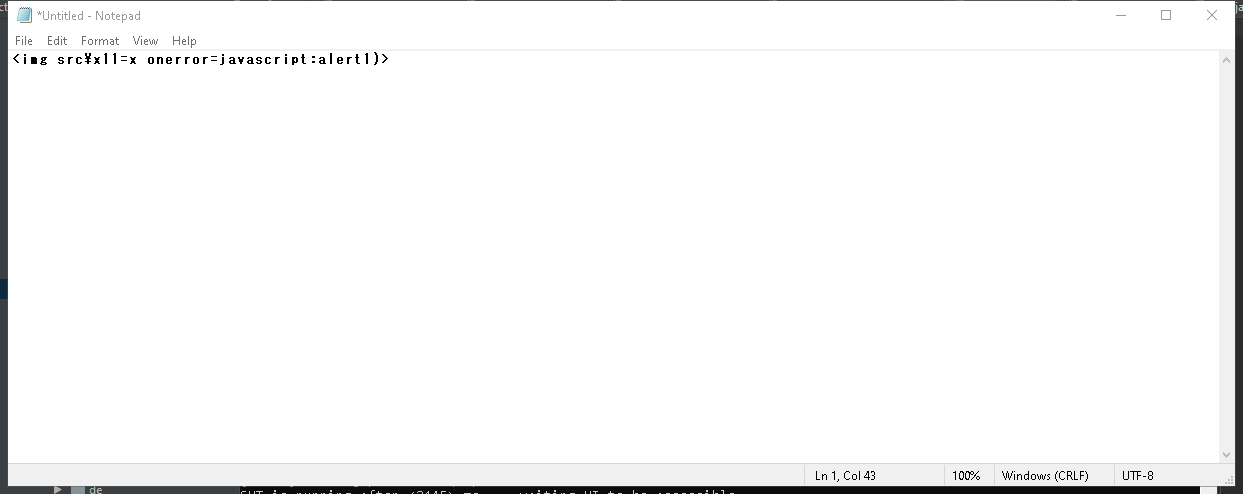 *Untitled - Notepad
File Edit Format View Help
<img src¥x11=x onerror=javascript:alert1)>
Ln 1, Col 43 100% Windows (CRLF) UTF-8
de